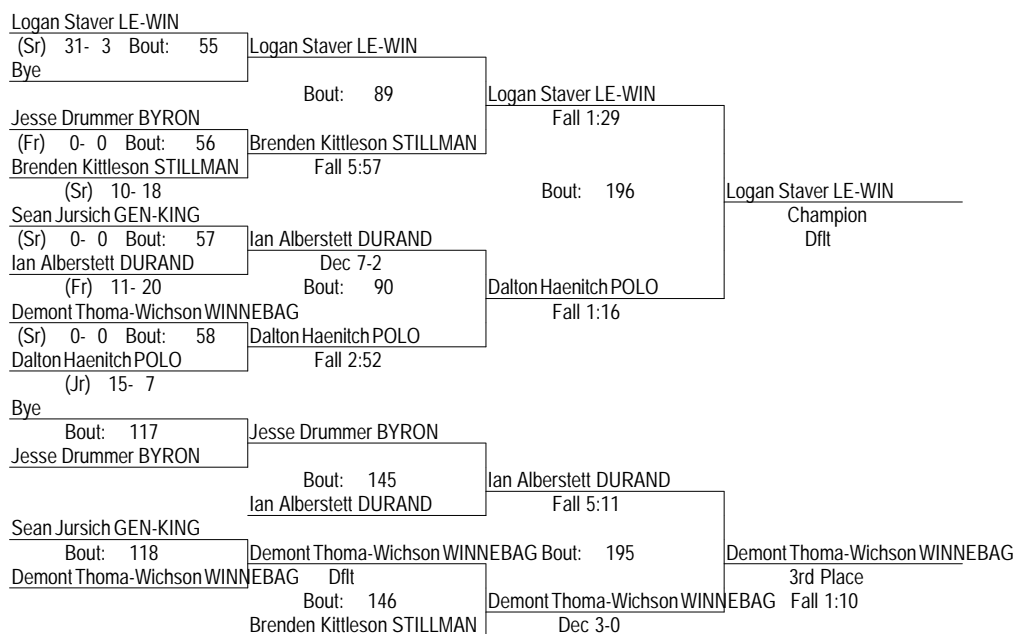 Logan Staver LE-WIN
(Sr) 31- 3 Bout: 55 Logan Staver LE-WIN
Bye
Bout: 89 Logan Staver LE-WIN
Jesse Drummer BYRON Fall 1:29
(Fr) 0- 0 Bout: 56 Brenden Kittleson STILLMAN
Brenden Kittleson STILLMAN Fall 5:57
(Sr) 10- 18 Bout: 196 Logan Staver LE-WIN
Sean Jursich GEN-KING Champion
(Sr) 0- 0 Bout: 57 Ian Alberstett DURAND Dflt
Ian Alberstett DURAND Dec 7-2
(Fr) 11- 20 Bout: 90 Dalton Haenitch POLO
Demont Thoma-Wichson WINNEBAG Fall 1:16
(Sr) 0- 0 Bout: 58 Dalton Haenitch POLO
Dalton Haenitch POLO Fall 2:52
(Jr) 15- 7
Bye
Bout: 117 Jesse Drummer BYRON
Jesse Drummer BYRON
Bout: 145 Ian Alberstett DURAND
Ian Alberstett DURAND Fall 5:11
Sean Jursich GEN-KING
Bout: 118 Demont Thoma-Wichson WINNEBAG Bout: 195 Demont Thoma-Wichson WINNEBAG
Demont Thoma-Wichson WINNEBAG Dflt 3rd Place
Bout: 146 Demont Thoma-Wichson WINNEBAG Fall 1:10
Brenden Kittleson STILLMAN Dec 3-0